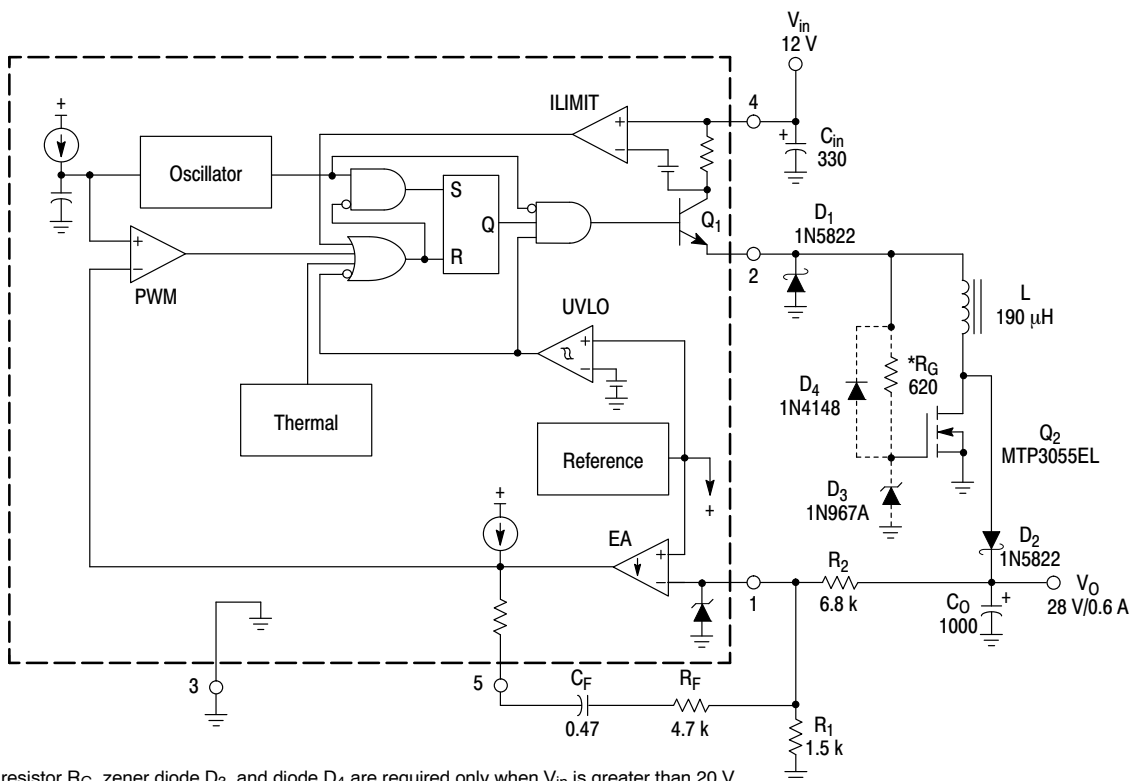 Vin
12 V
4
ILIMIT
+
−
+
Cin
330
+
Oscillator
S
Q
R
Q1
D1
1N5822
+
−
PWM
2
L
190 μH
UVLO
+
−
*RG
620
D4
1N4148
Thermal
Reference
Q2
MTP3055EL
+
D3
1N967A
+
EA
+
−
D2
1N5822
1
R2
6.8 k
VO
28 V/0.6 A
CO
1000
+
3
5
CF
0.47
RF
4.7 k
R1
1.5 k
resistor RG, zener diode D3, and diode D4 are required only when Vin is greater than 20 V.